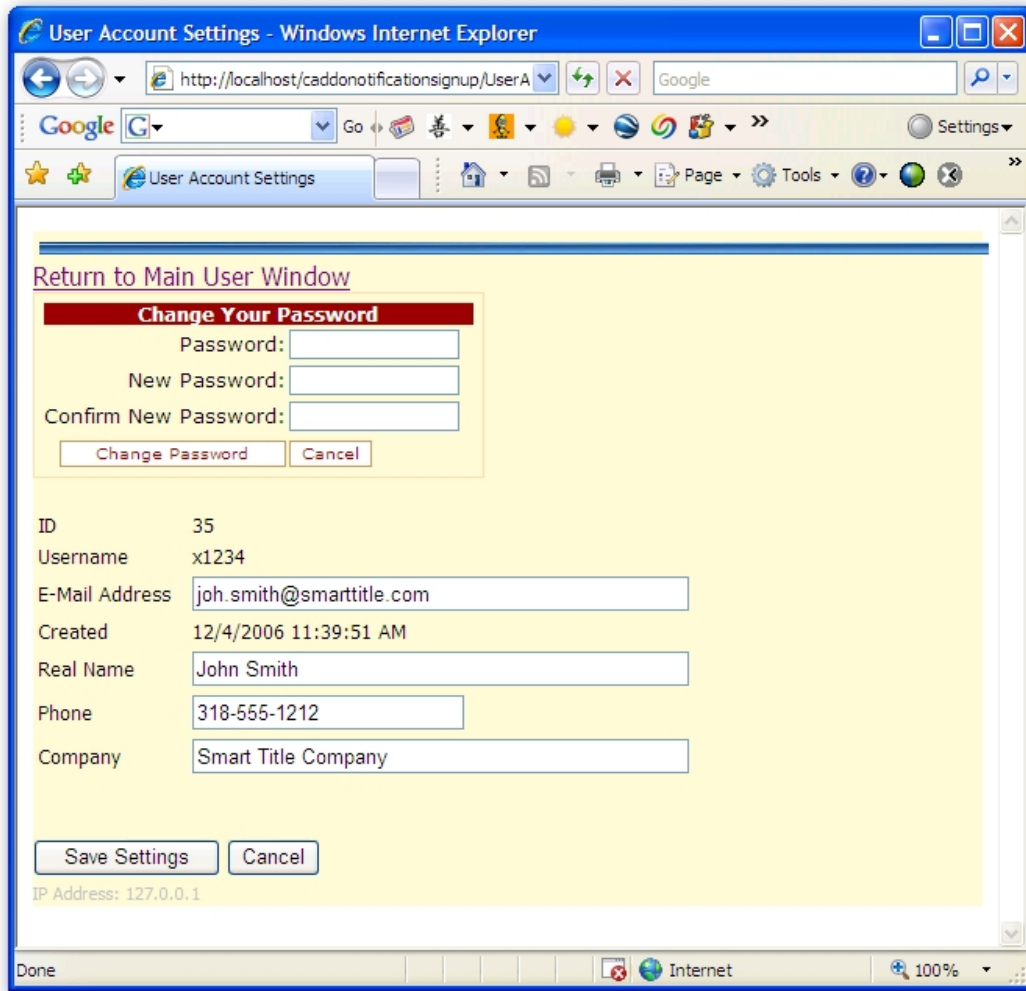 User Account Settings - Windows Internet Explorer
http://localhost/caddonotificationsignup/UserA Google
Google G Go 善 » Settings
User Account Settings Page Tools »
Return to Main User Window
Change Your Password
Password:
New Password:
Confirm New Password:
Change Password Cancel
ID 35
Username x1234
E-Mail Address joh.smith@smarttitle.com
Created 12/4/2006 11:39:51 AM
Real Name John Smith
Phone 318-555-1212
Company Smart Title Company
Save Settings Cancel
IP Address: 127.0.0.1
Done Internet 100%